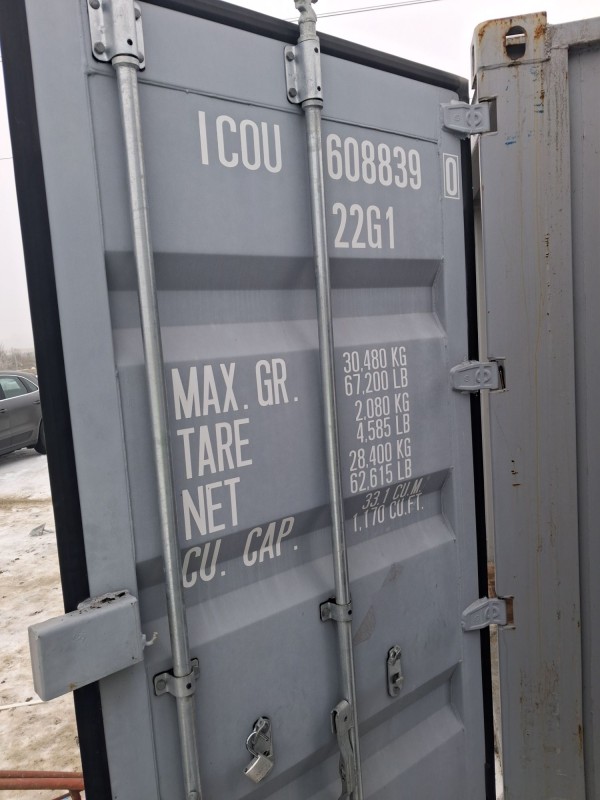 ICOU 608839 0
22G1
MAX. GR. 30,480 KG
67,200 LB
TARE 2,080 KG
4,585 LB
NET 28,400 KG
62,615 LB
CU. CAP. 33,1 CU.M.
1,170 CU.FT.